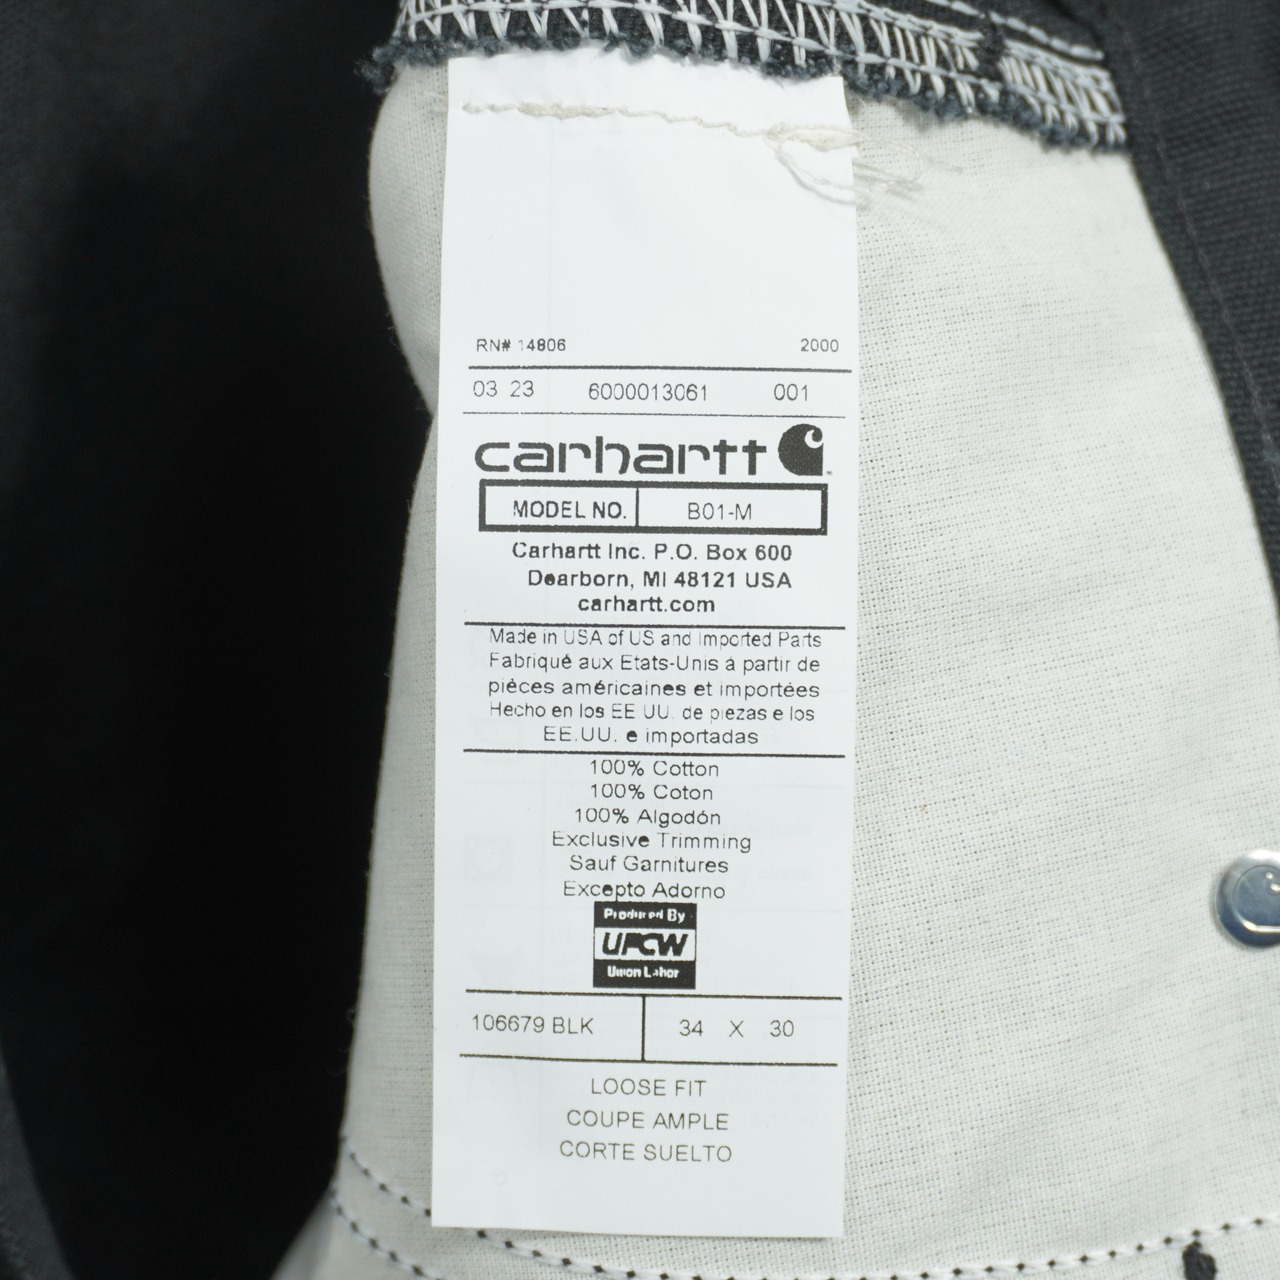 RN# 14806 2000
03 23 6000013061 001
carhartt
MODEL NO. B01-M
Carhartt Inc. P.O. Box 600
Dearborn, MI 48121 USA
carhartt.com
Made in USA of US and Imported Parts
Fabriqué aux Etats-Unis à partir de
pièces américaines et importées
Hecho en los EE UU. de piezas e los
EE.UU. e importadas
100% Cotton
100% Coton
100% Algodón
Exclusive Trimming
Sauf Garnitures
Excepto Adorno
Produced By
UFCW
Union Labor
106679 BLK 34 X 30
LOOSE FIT
COUPE AMPLE
CORTE SUELTO